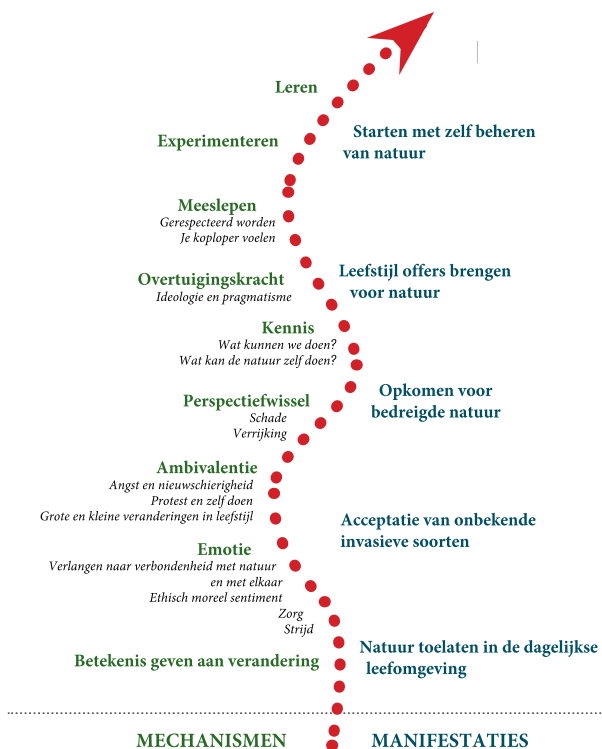 Leren
Starten met zelf beheren
van natuur
Experimenteren
Meeslepen
Gerespecteerd worden
Je koploper voelen
Leefstijl offers brengen
voor natuur
Overtuigingskracht
Ideologie en pragmatisme
Kennis
Wat kunnen we doen?
Wat kan de natuur zelf doen?
Opkomen voor
bedreigde natuur
Perspectiefwissel
Schade
Verrijking
Ambivalentie
Angst en nieuwschierigheid
Protest en zelf doen
Grote en kleine veranderingen in leefstijl
Acceptatie van onbekende
invasieve soorten
Emotie
Verlangen naar verbondenheid met natuur
en met elkaar
Ethisch moreel sentiment
Zorg
Strijd
Natuur toelaten in de dagelijkse
leefomgeving
Betekenis geven aan verandering
MECHANISMEN
MANIFESTATIES